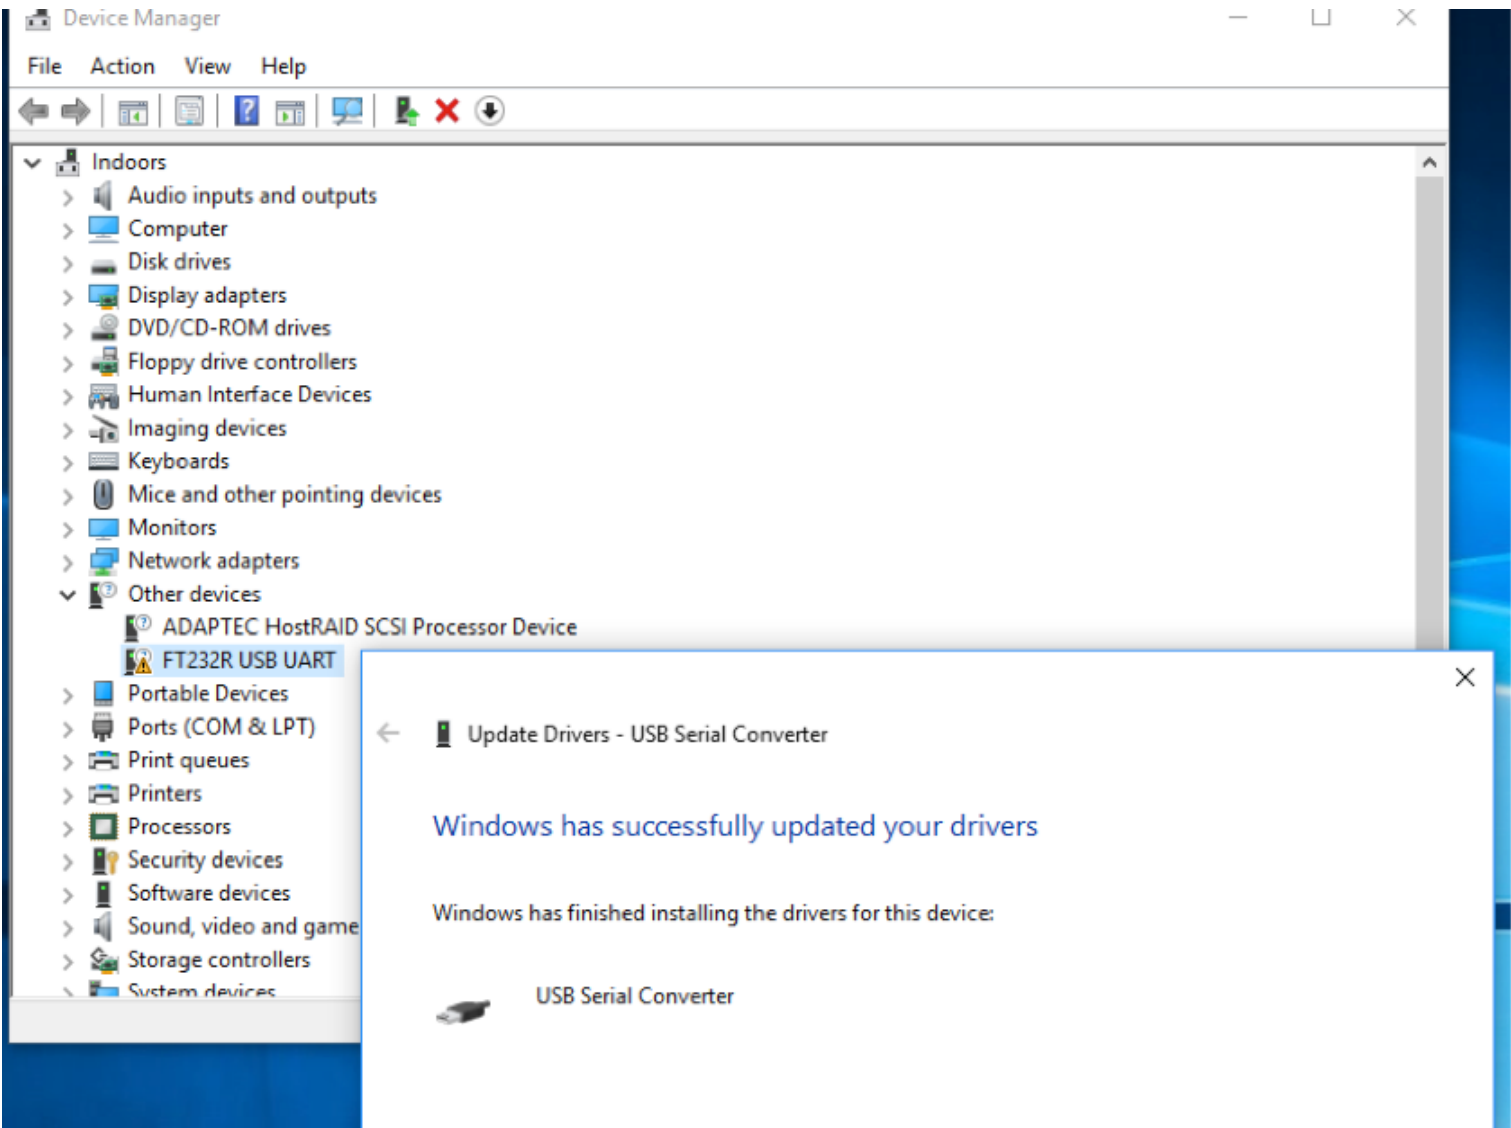 Device Manager
File Action View Help
Indoors
Audio inputs and outputs
Computer
Disk drives
Display adapters
DVD/CD-ROM drives
Floppy drive controllers
Human Interface Devices
Imaging devices
Keyboards
Mice and other pointing devices
Monitors
Network adapters
Other devices
ADAPTEC HostRAID SCSI Processor Device
FT232R USB UART
Portable Devices
Ports (COM & LPT)
Print queues
Printers
Processors
Security devices
Software devices
Sound, video and game
Storage controllers
System devices
Update Drivers - USB Serial Converter
Windows has successfully updated your drivers
Windows has finished installing the drivers for this device:
USB Serial Converter